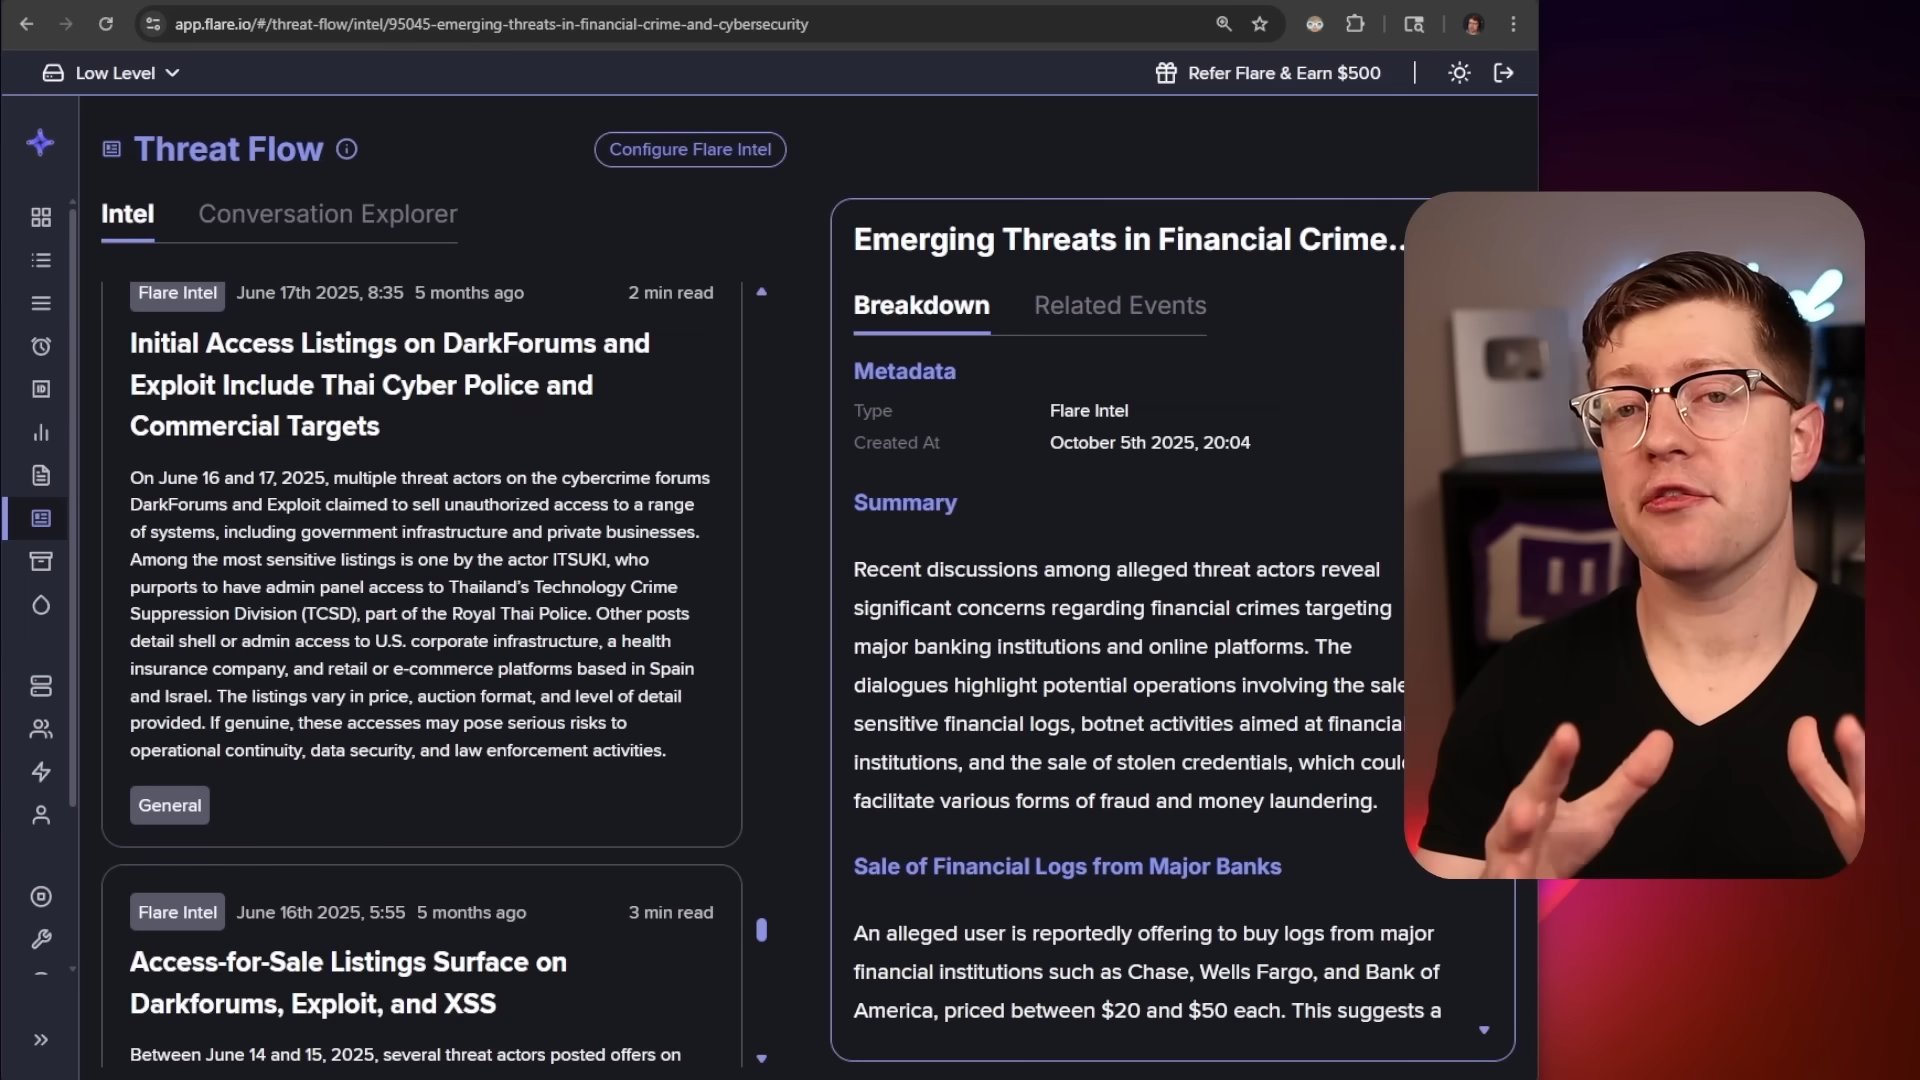 app.flare.io/#/threat-flow/intel/95045-emerging-threats-in-financial-crime-and-cybersecurity
Low Level
Refer Flare & Earn $500
Threat Flow
Configure Flare Intel
Intel
Conversation Explorer
Flare Intel June 17th 2025, 8:35 5 months ago 2 min read
Initial Access Listings on DarkForums and
Exploit Include Thai Cyber Police and
Commercial Targets
On June 16 and 17, 2025, multiple threat actors on the cybercrime forums
DarkForums and Exploit claimed to sell unauthorized access to a range
of systems, including government infrastructure and private businesses.
Among the most sensitive listings is one by the actor ITSUKI, who
purports to have admin panel access to Thailand’s Technology Crime
Suppression Division (TCSD), part of the Royal Thai Police. Other posts
detail shell or admin access to U.S. corporate infrastructure, a health
insurance company, and retail or e-commerce platforms based in Spain
and Israel. The listings vary in price, auction format, and level of detail
provided. If genuine, these accesses may pose serious risks to
operational continuity, data security, and law enforcement activities.
General
Flare Intel June 16th 2025, 5:55 5 months ago 3 min read
Access-for-Sale Listings Surface on
Darkforums, Exploit, and XSS
Between June 14 and 15, 2025, several threat actors posted offers on
Emerging Threats in Financial Crime..
Breakdown
Related Events
Metadata
Type Flare Intel
Created At October 5th 2025, 20:04
Summary
Recent discussions among alleged threat actors reveal
significant concerns regarding financial crimes targeting
major banking institutions and online platforms. The
dialogues highlight potential operations involving the sale
sensitive financial logs, botnet activities aimed at financial
institutions, and the sale of stolen credentials, which could
facilitate various forms of fraud and money laundering.
Sale of Financial Logs from Major Banks
An alleged user is reportedly offering to buy logs from major
financial institutions such as Chase, Wells Fargo, and Bank of
America, priced between $20 and $50 each. This suggests a